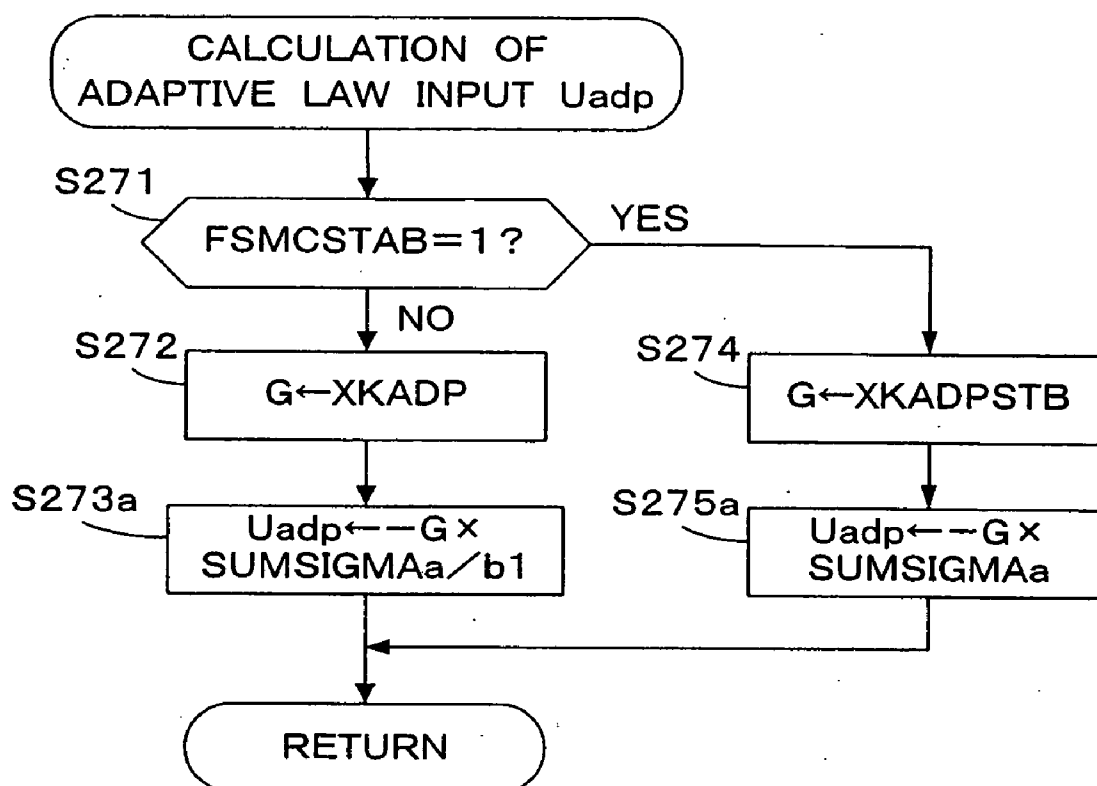 CALCULATION OF
ADAPTIVE LAW INPUT Uadp
S271
FSMCSTAB=1?
YES
NO
S272
G←XKADP
S274
G←XKADPSTB
S273a
Uadp←−G×
SUMSIGMAa/b1
S275a
Uadp←−G×
SUMSIGMAa
RETURN